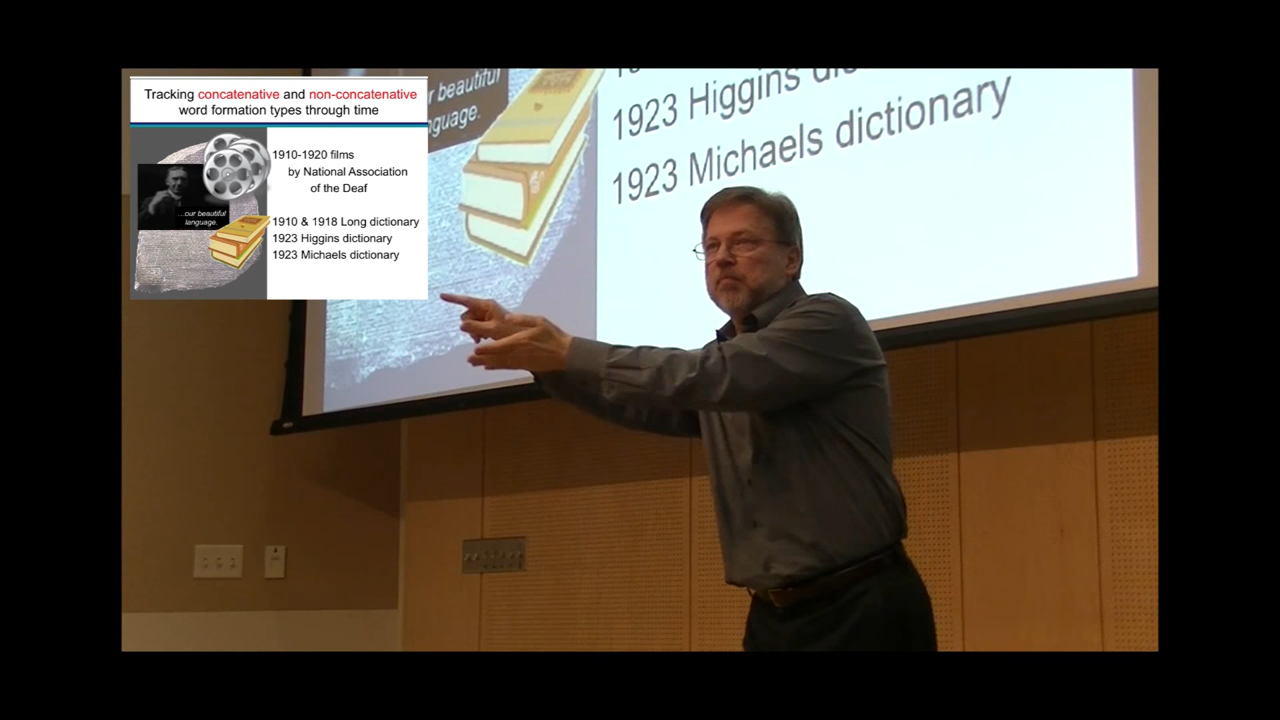 Tracking concatenative and non-concatenative
word formation types through time
1910-1920 films
by National Association
of the Deaf
...our beautiful
language.
1910 & 1918 Long dictionary
1923 Higgins dictionary
1923 Michaels dictionary
r beautiful
nguage.
1923 Higgins dic
1923 Michaels dictionary